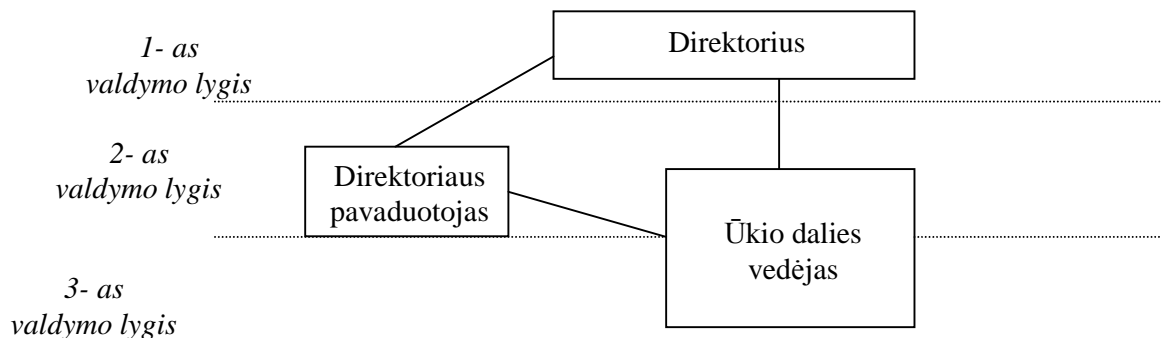 1- as
valdymo lygis
Direktorius
2- as
valdymo lygis
Direktoriaus
pavaduotojas
Ūkio dalies
vedėjas
3- as
valdymo lygis